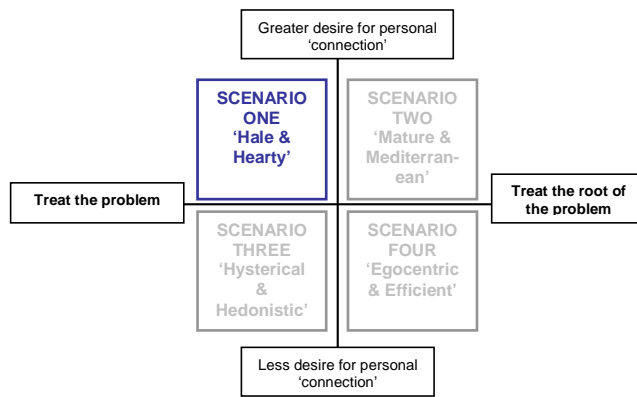 Greater desire for personal
‘connection’
SCENARIO
ONE
‘Hale &
Hearty’
SCENARIO
TWO
‘Mature &
Mediterran-
ean’
Treat the problem
Treat the root of
the problem
SCENARIO
THREE
‘Hysterical
&
Hedonistic’
SCENARIO
FOUR
‘Egocentric
& Efficient’
Less desire for personal
‘connection’